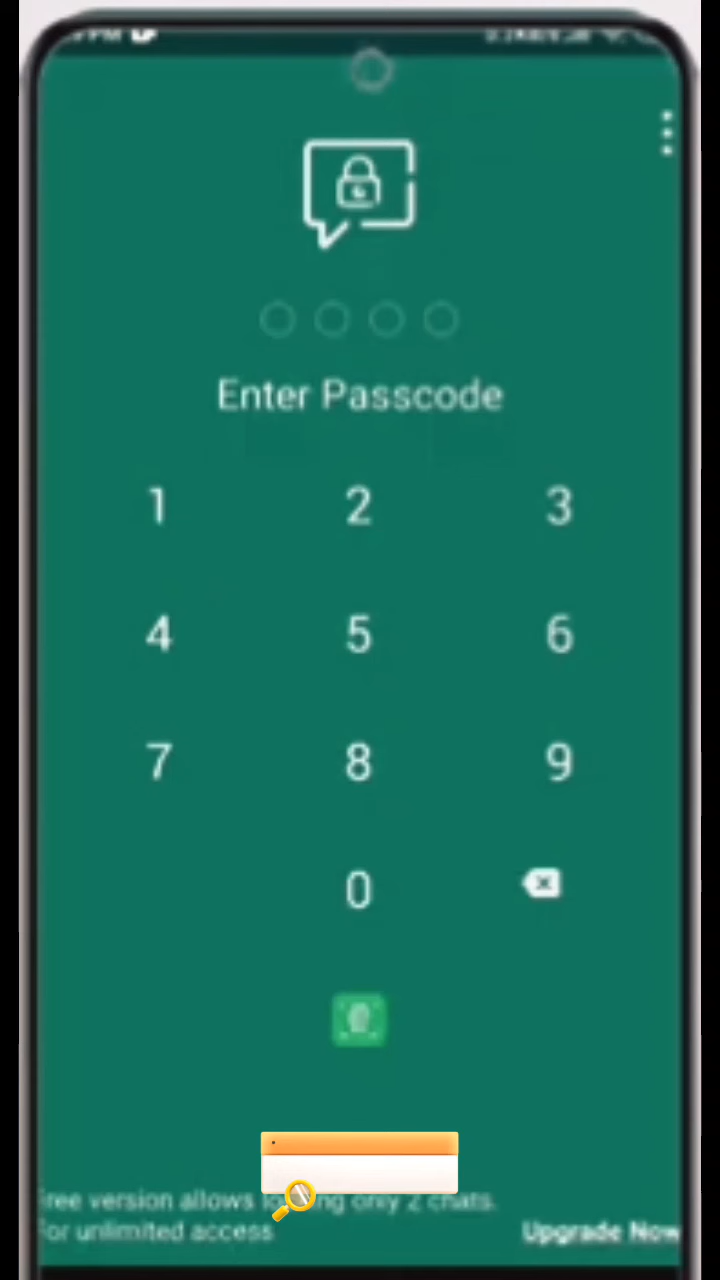 PM
Enter Passcode
1 2 3
4 5 6
7 8 9
0
free version allows only 2 chats.
For unlimited access
Upgrade Now